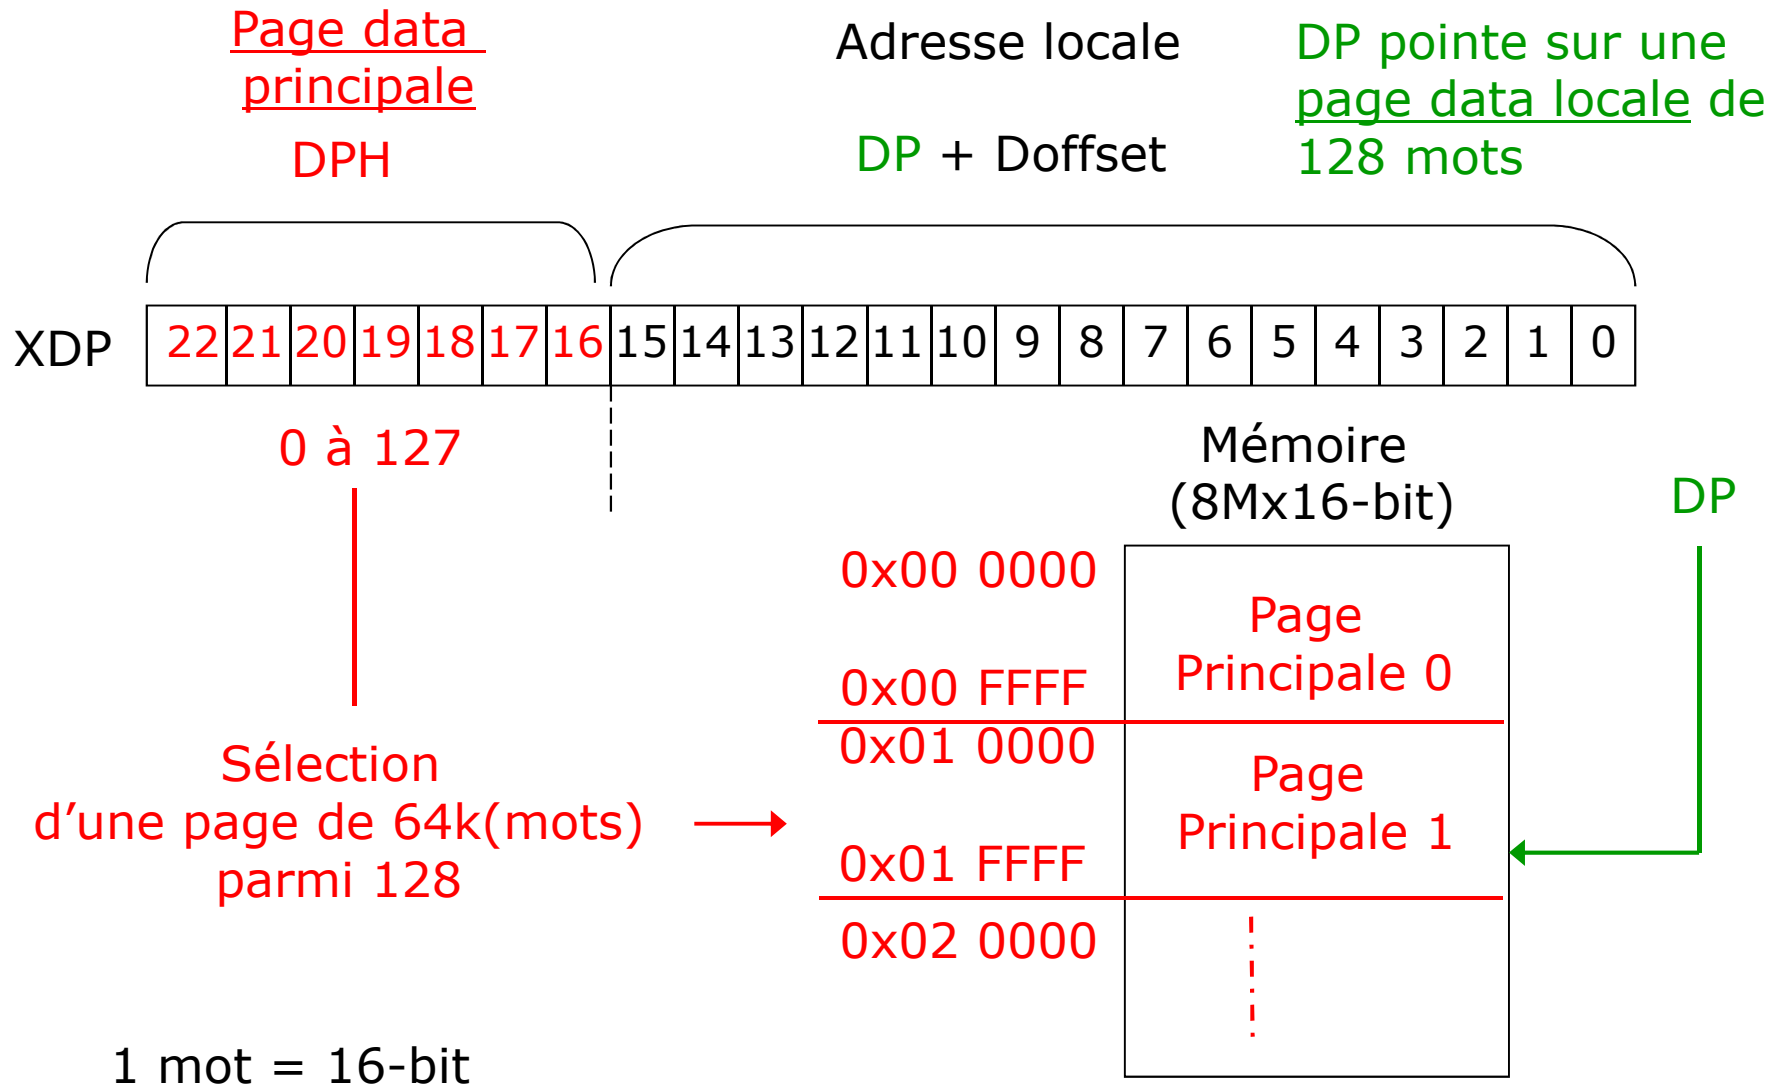 Page data
principale
DPH
Adresse locale
DP + Doffset
DP pointe sur une
page data locale de
128 mots
XDP 22 21 20 19 18 17 16 15 14 13 12 11 10 9 8 7 6 5 4 3 2 1 0
0 à 127
Mémoire
(8Mx16-bit)
DP
0x00 0000
Page
Principale 0
0x00 FFFF
0x01 0000
Page
Principale 1
0x01 FFFF
0x02 0000
Sélection
d’une page de 64k(mots)
parmi 128
1 mot = 16-bit